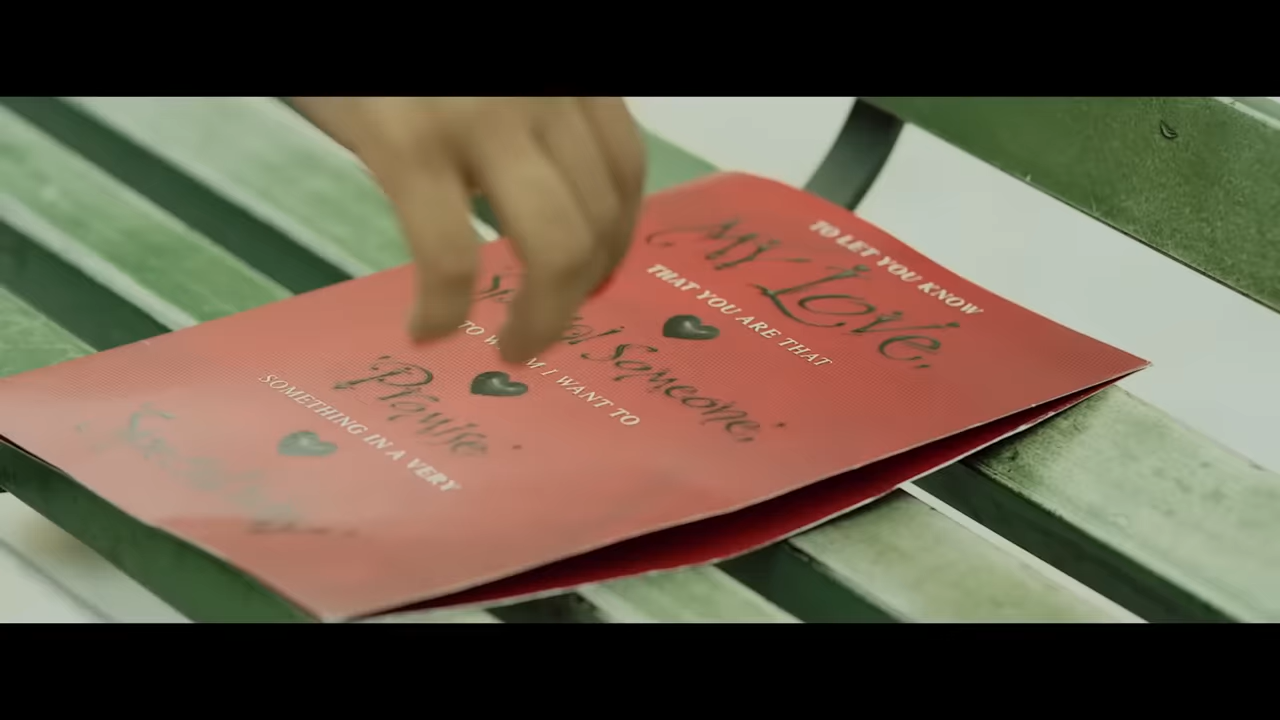 TO LET YOU KNOW
My Love,
THAT YOU ARE THAT
Someone,
TO I WANT TO
'Promise'
SOMETHING IN A VERY